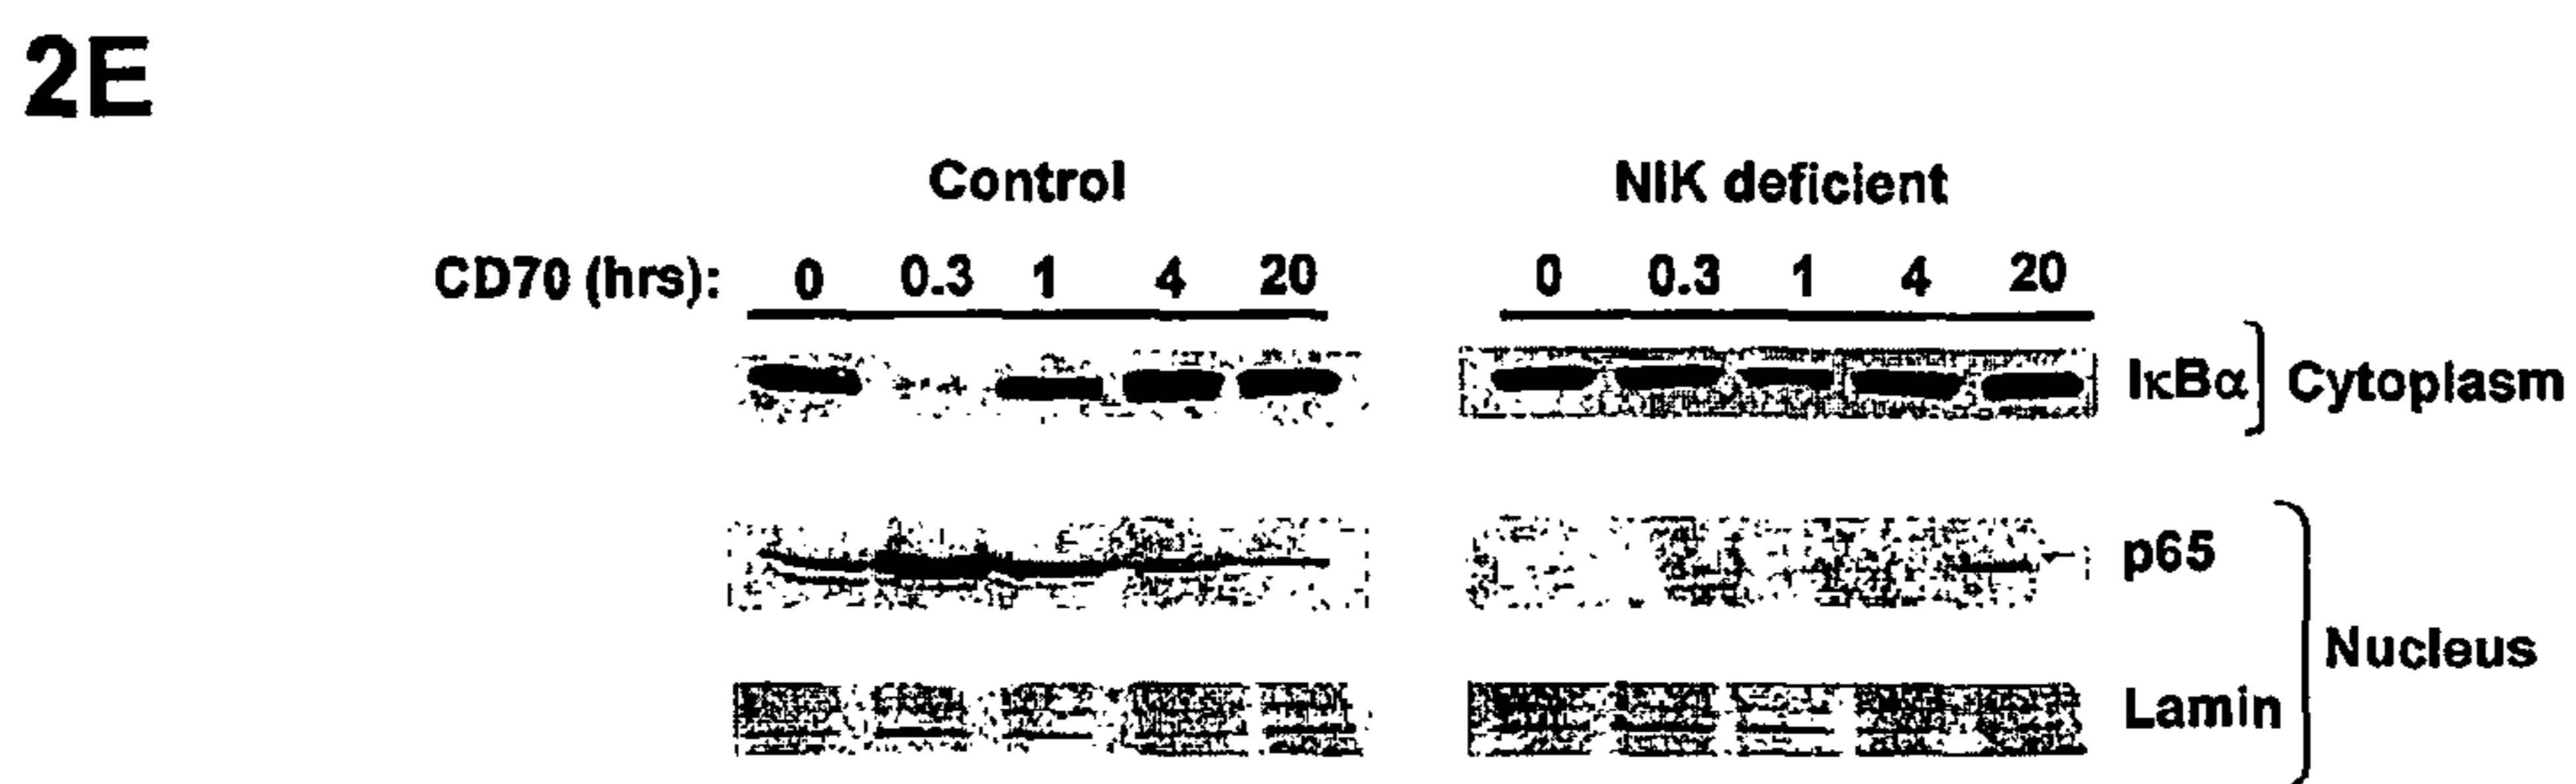 2E
Control NIK deficient
CD70 (hrs): 0 0.3 1 4 20 0 0.3 1 4 20
IκBα Cytoplasm
p65
Nucleus
Lamin